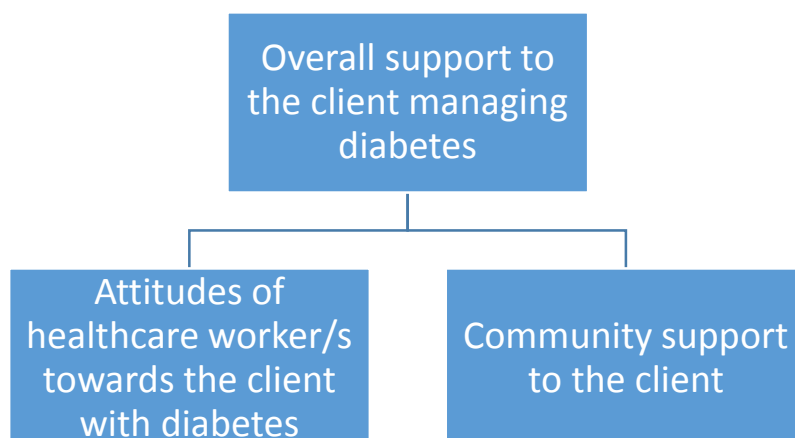 Overall support to
the client managing
diabetes
Attitudes of
healthcare worker/s
towards the client
with diabetes
Community support
to the client